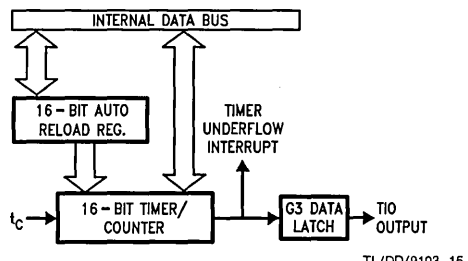 INTERNAL DATA BUS
16-BIT AUTO
RELOAD REG.
TIMER
UNDERFLOW
INTERRUPT
tC
16-BIT TIMER/
COUNTER
G3 DATA
LATCH
TIO
OUTPUT
TL/DD/9103-15